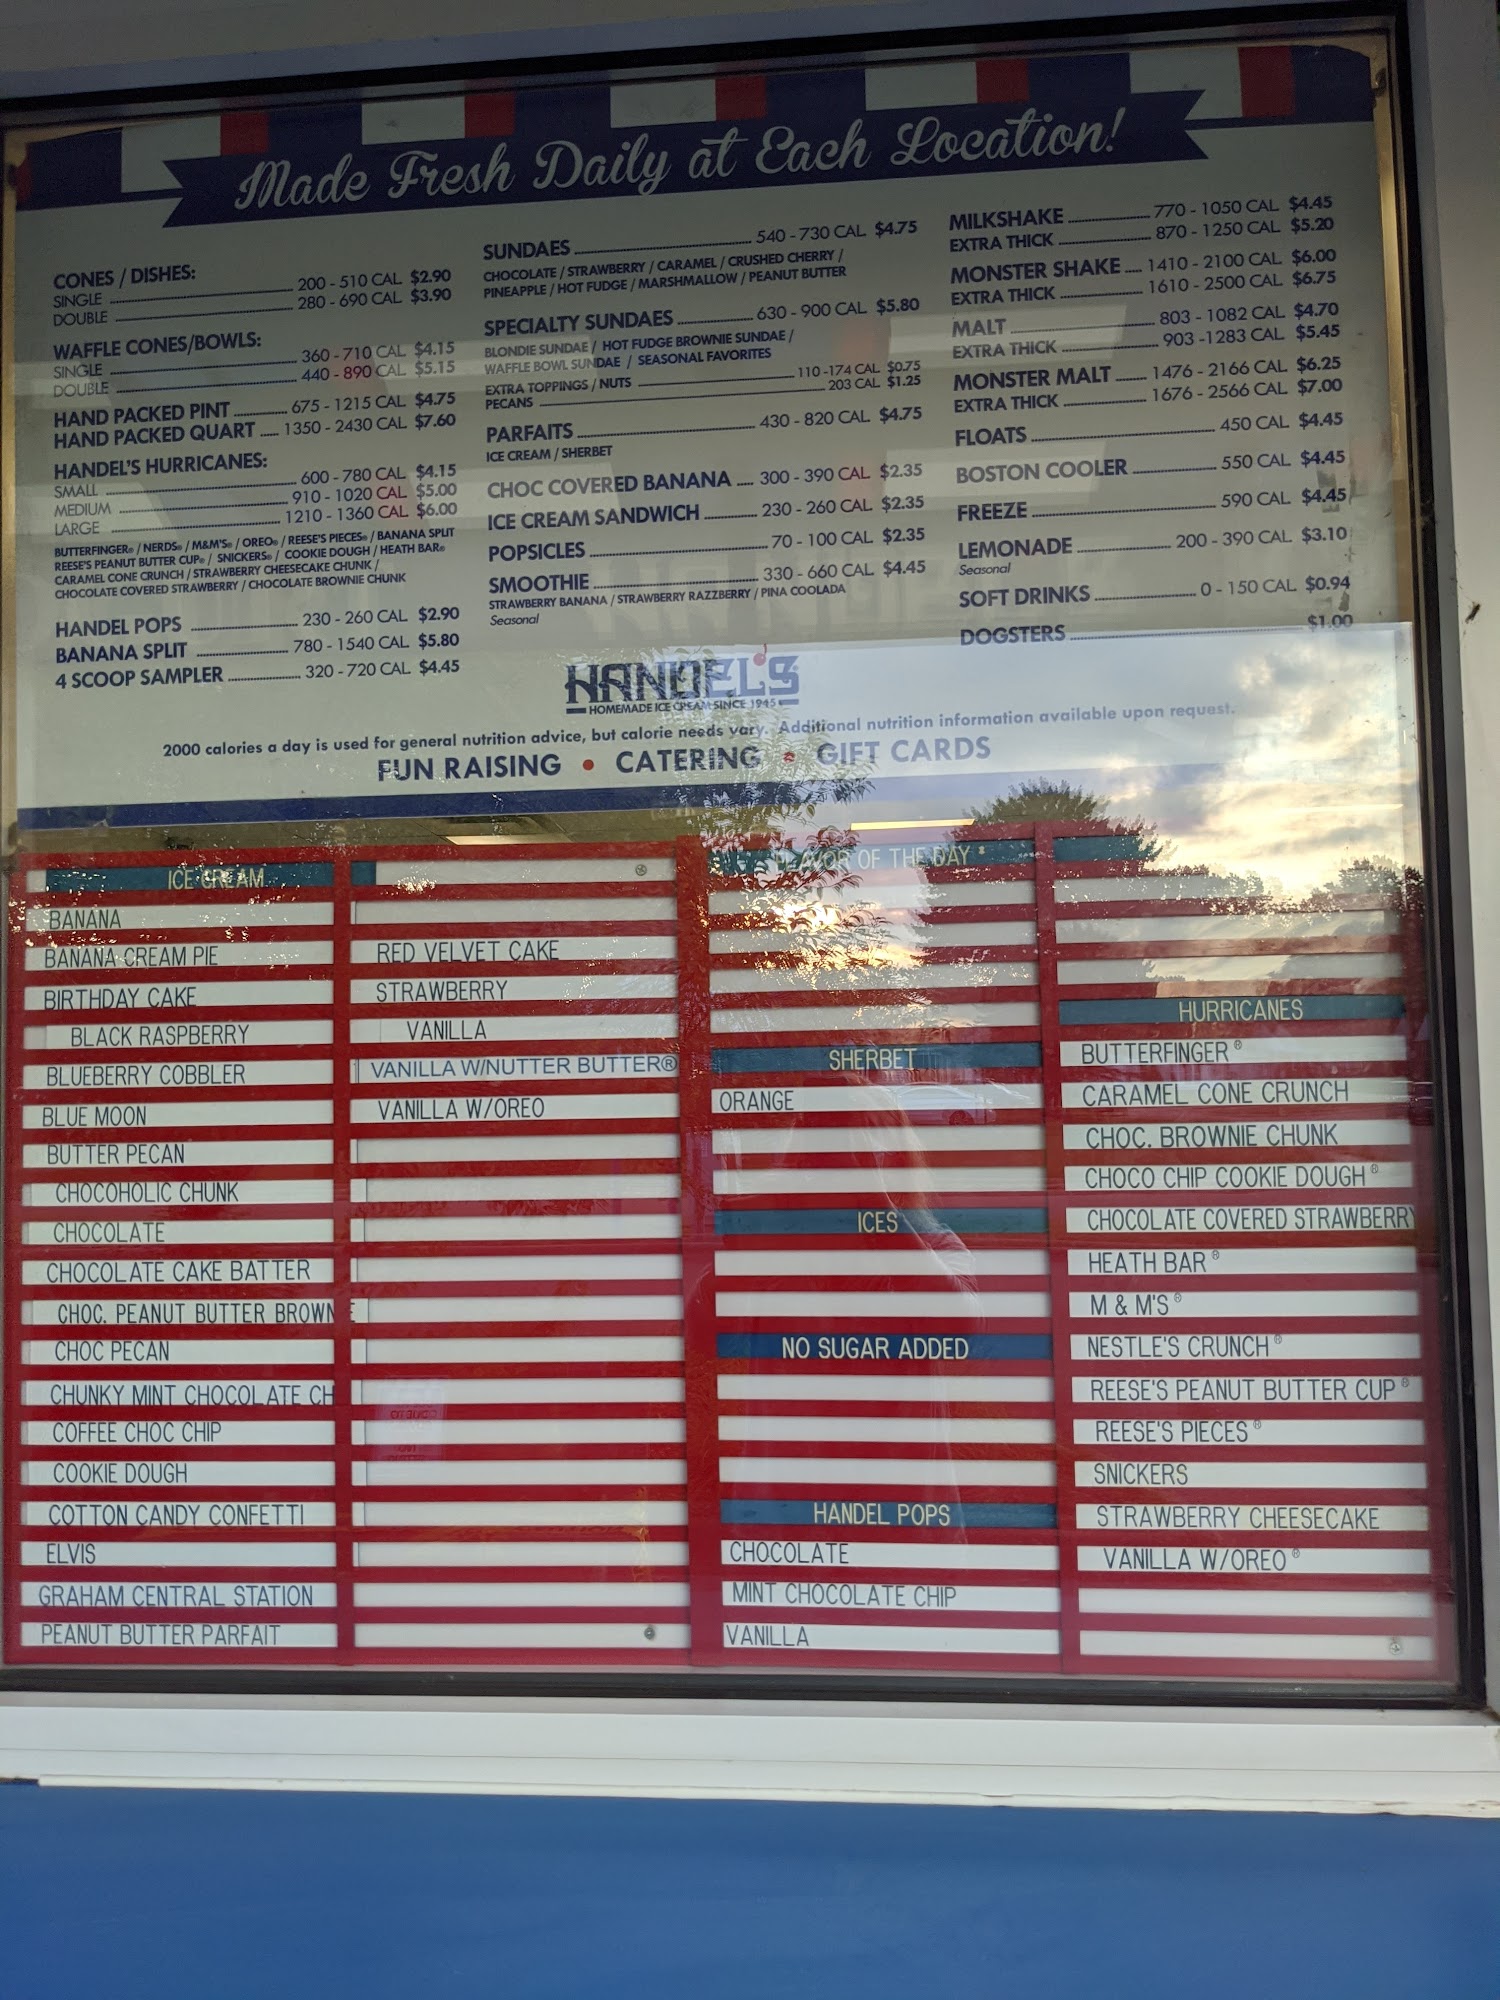 Made Fresh Daily at Each Location!
CONES / DISHES:
SINGLE 200 - 510 CAL $2.90
DOUBLE 280 - 690 CAL $3.90
WAFFLE CONES/BOWLS:
SINGLE 360 - 710 CAL $4.15
DOUBLE 440 - 890 CAL $5.15
HAND PACKED PINT 675 - 1215 CAL $4.75
HAND PACKED QUART 1350 - 2430 CAL $7.60
HANDEL'S HURRICANES:
SMALL 600 - 780 CAL $4.15
MEDIUM 910 - 1020 CAL $5.00
LARGE 1210 - 1360 CAL $6.00
BUTTERFINGER® / NERDS® / M&M'S® / OREO® / REESE'S PIECES® / BANANA SPLIT
REESE'S PEANUT BUTTER CUP® / SNICKERS® / COOKIE DOUGH / HEATH BAR®
CARAMEL CONE CRUNCH / STRAWBERRY CHEESECAKE CHUNK /
CHOCOLATE COVERED STRAWBERRY / CHOCOLATE BROWNIE CHUNK
HANDEL POPS 230 - 260 CAL $2.90
BANANA SPLIT 780 - 1540 CAL $5.80
4 SCOOP SAMPLER 320 - 720 CAL $4.45
SUNDAES 540 - 730 CAL $4.75
CHOCOLATE / STRAWBERRY / CARAMEL / CRUSHED CHERRY /
PINEAPPLE / HOT FUDGE / MARSHMALLOW / PEANUT BUTTER
SPECIALTY SUNDAES 630 - 900 CAL $5.80
BLONDIE SUNDAE / HOT FUDGE BROWNIE SUNDAE /
WAFFLE BOWL SUNDAE / SEASONAL FAVORITES
EXTRA TOPPINGS / NUTS 110 -174 CAL $0.75
PECANS 203 CAL $1.25
PARFAITS 430 - 820 CAL $4.75
ICE CREAM / SHERBET
CHOC COVERED BANANA 300 - 390 CAL $2.35
ICE CREAM SANDWICH 230 - 260 CAL $2.35
POPSICLES 70 - 100 CAL $2.35
SMOOTHIE 330 - 660 CAL $4.45
STRAWBERRY BANANA / STRAWBERRY RAZZBERRY / PINA COOLADA
Seasonal
MILKSHAKE 770 - 1050 CAL $4.45
EXTRA THICK 870 - 1250 CAL $5.20
MONSTER SHAKE 1410 - 2100 CAL $6.00
EXTRA THICK 1610 - 2500 CAL $6.75
MALT 803 - 1082 CAL $4.70
EXTRA THICK 903 -1283 CAL $5.45
MONSTER MALT 1476 - 2166 CAL $6.25
EXTRA THICK 1676 - 2566 CAL $7.00
FLOATS 450 CAL $4.45
BOSTON COOLER 550 CAL $4.45
FREEZE 590 CAL $4.45
LEMONADE 200 - 390 CAL $3.10
Seasonal
SOFT DRINKS 0 - 150 CAL $0.94
DOGSTERS $1.00
HANDEL'S
HOMEMADE ICE CREAM SINCE 1945
2000 calories a day is used for general nutrition advice, but calorie needs vary. Additional nutrition information available upon request.
FUN RAISING • CATERING • GIFT CARDS
ICE CREAM
BANANA
BANANA CREAM PIE
BIRTHDAY CAKE
BLACK RASPBERRY
BLUEBERRY COBBLER
BLUE MOON
BUTTER PECAN
CHOCOHOLIC CHUNK
CHOCOLATE
CHOCOLATE CAKE BATTER
CHOC. PEANUT BUTTER BROWNIE
CHOC PECAN
CHUNKY MINT CHOCOLATE CH
COFFEE CHOC CHIP
COOKIE DOUGH
COTTON CANDY CONFETTI
ELVIS
GRAHAM CENTRAL STATION
PEANUT BUTTER PARFAIT
RED VELVET CAKE
STRAWBERRY
VANILLA
VANILLA W/NUTTER BUTTER®
VANILLA W/OREO
FLAVOR OF THE DAY
SHERBET
ORANGE
ICES
NO SUGAR ADDED
HANDEL POPS
CHOCOLATE
MINT CHOCOLATE CHIP
VANILLA
HURRICANES
BUTTERFINGER®
CARAMEL CONE CRUNCH
CHOC. BROWNIE CHUNK
CHOCO CHIP COOKIE DOUGH®
CHOCOLATE COVERED STRAWBERRY
HEATH BAR®
M & M'S®
NESTLE'S CRUNCH®
REESE'S PEANUT BUTTER CUP®
REESE'S PIECES®
SNICKERS
STRAWBERRY CHEESECAKE
VANILLA W/OREO®